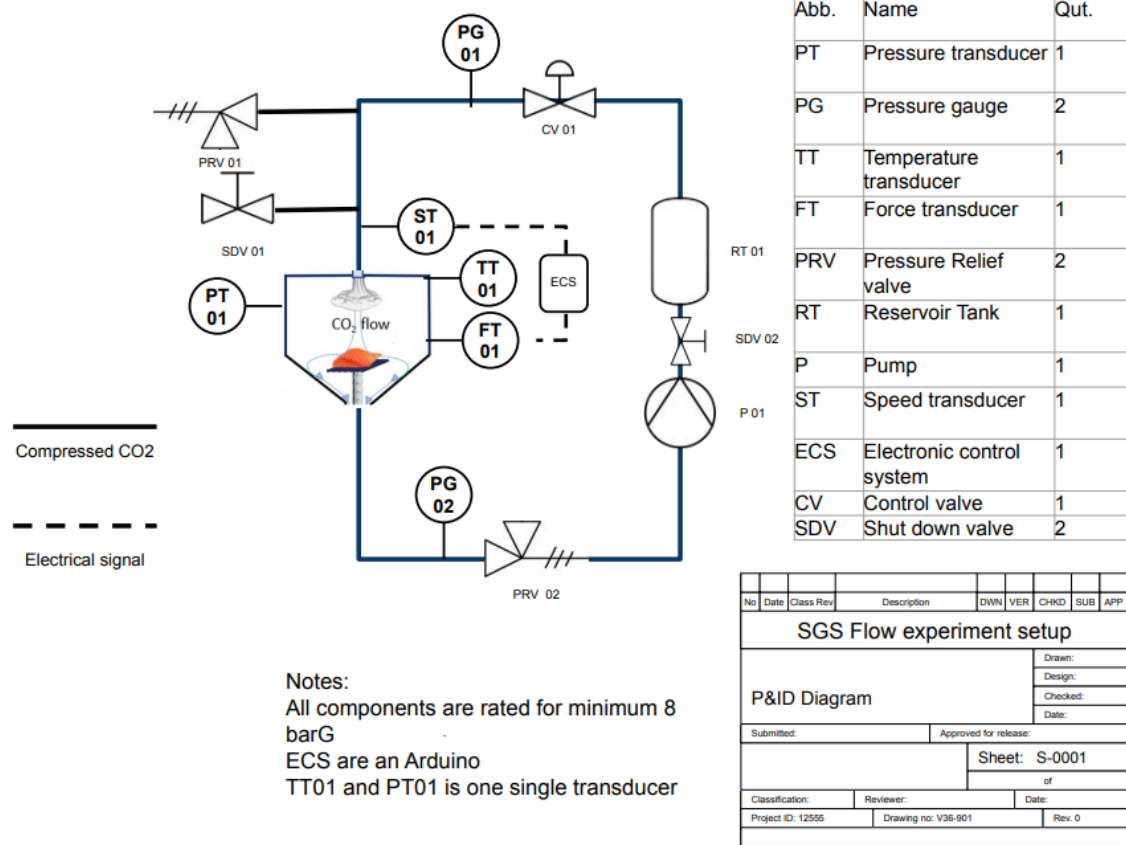 PG
01
CV 01
PRV 01
SDV 01
ST
01
TT
01
ECS
PT
01
CO2 flow
FT
01
RT 01
SDV 02
P 01
Compressed CO2
Electrical signal
PG
02
PRV 02
Abb. Name Qut.
PT Pressure transducer 1
PG Pressure gauge 2
TT Temperature 1
transducer
FT Force transducer 1
PRV Pressure Relief 2
valve
RT Reservoir Tank 1
P Pump 1
ST Speed transducer 1
ECS Electronic control 1
system
CV Control valve 1
SDV Shut down valve 2
Notes:
All components are rated for minimum 8
barG
ECS are an Arduino
TT01 and PT01 is one single transducer
No Date Class Rev Description DWN VER CHKD SUB APP
SGS Flow experiment setup
P&ID Diagram
Drawn:
Design:
Checked:
Date:
Submitted: Approved for release:
Sheet: S-0001
of
Classification: Reviewer: Date:
Project ID: 12555 Drawing no: V36-901 Rev. 0